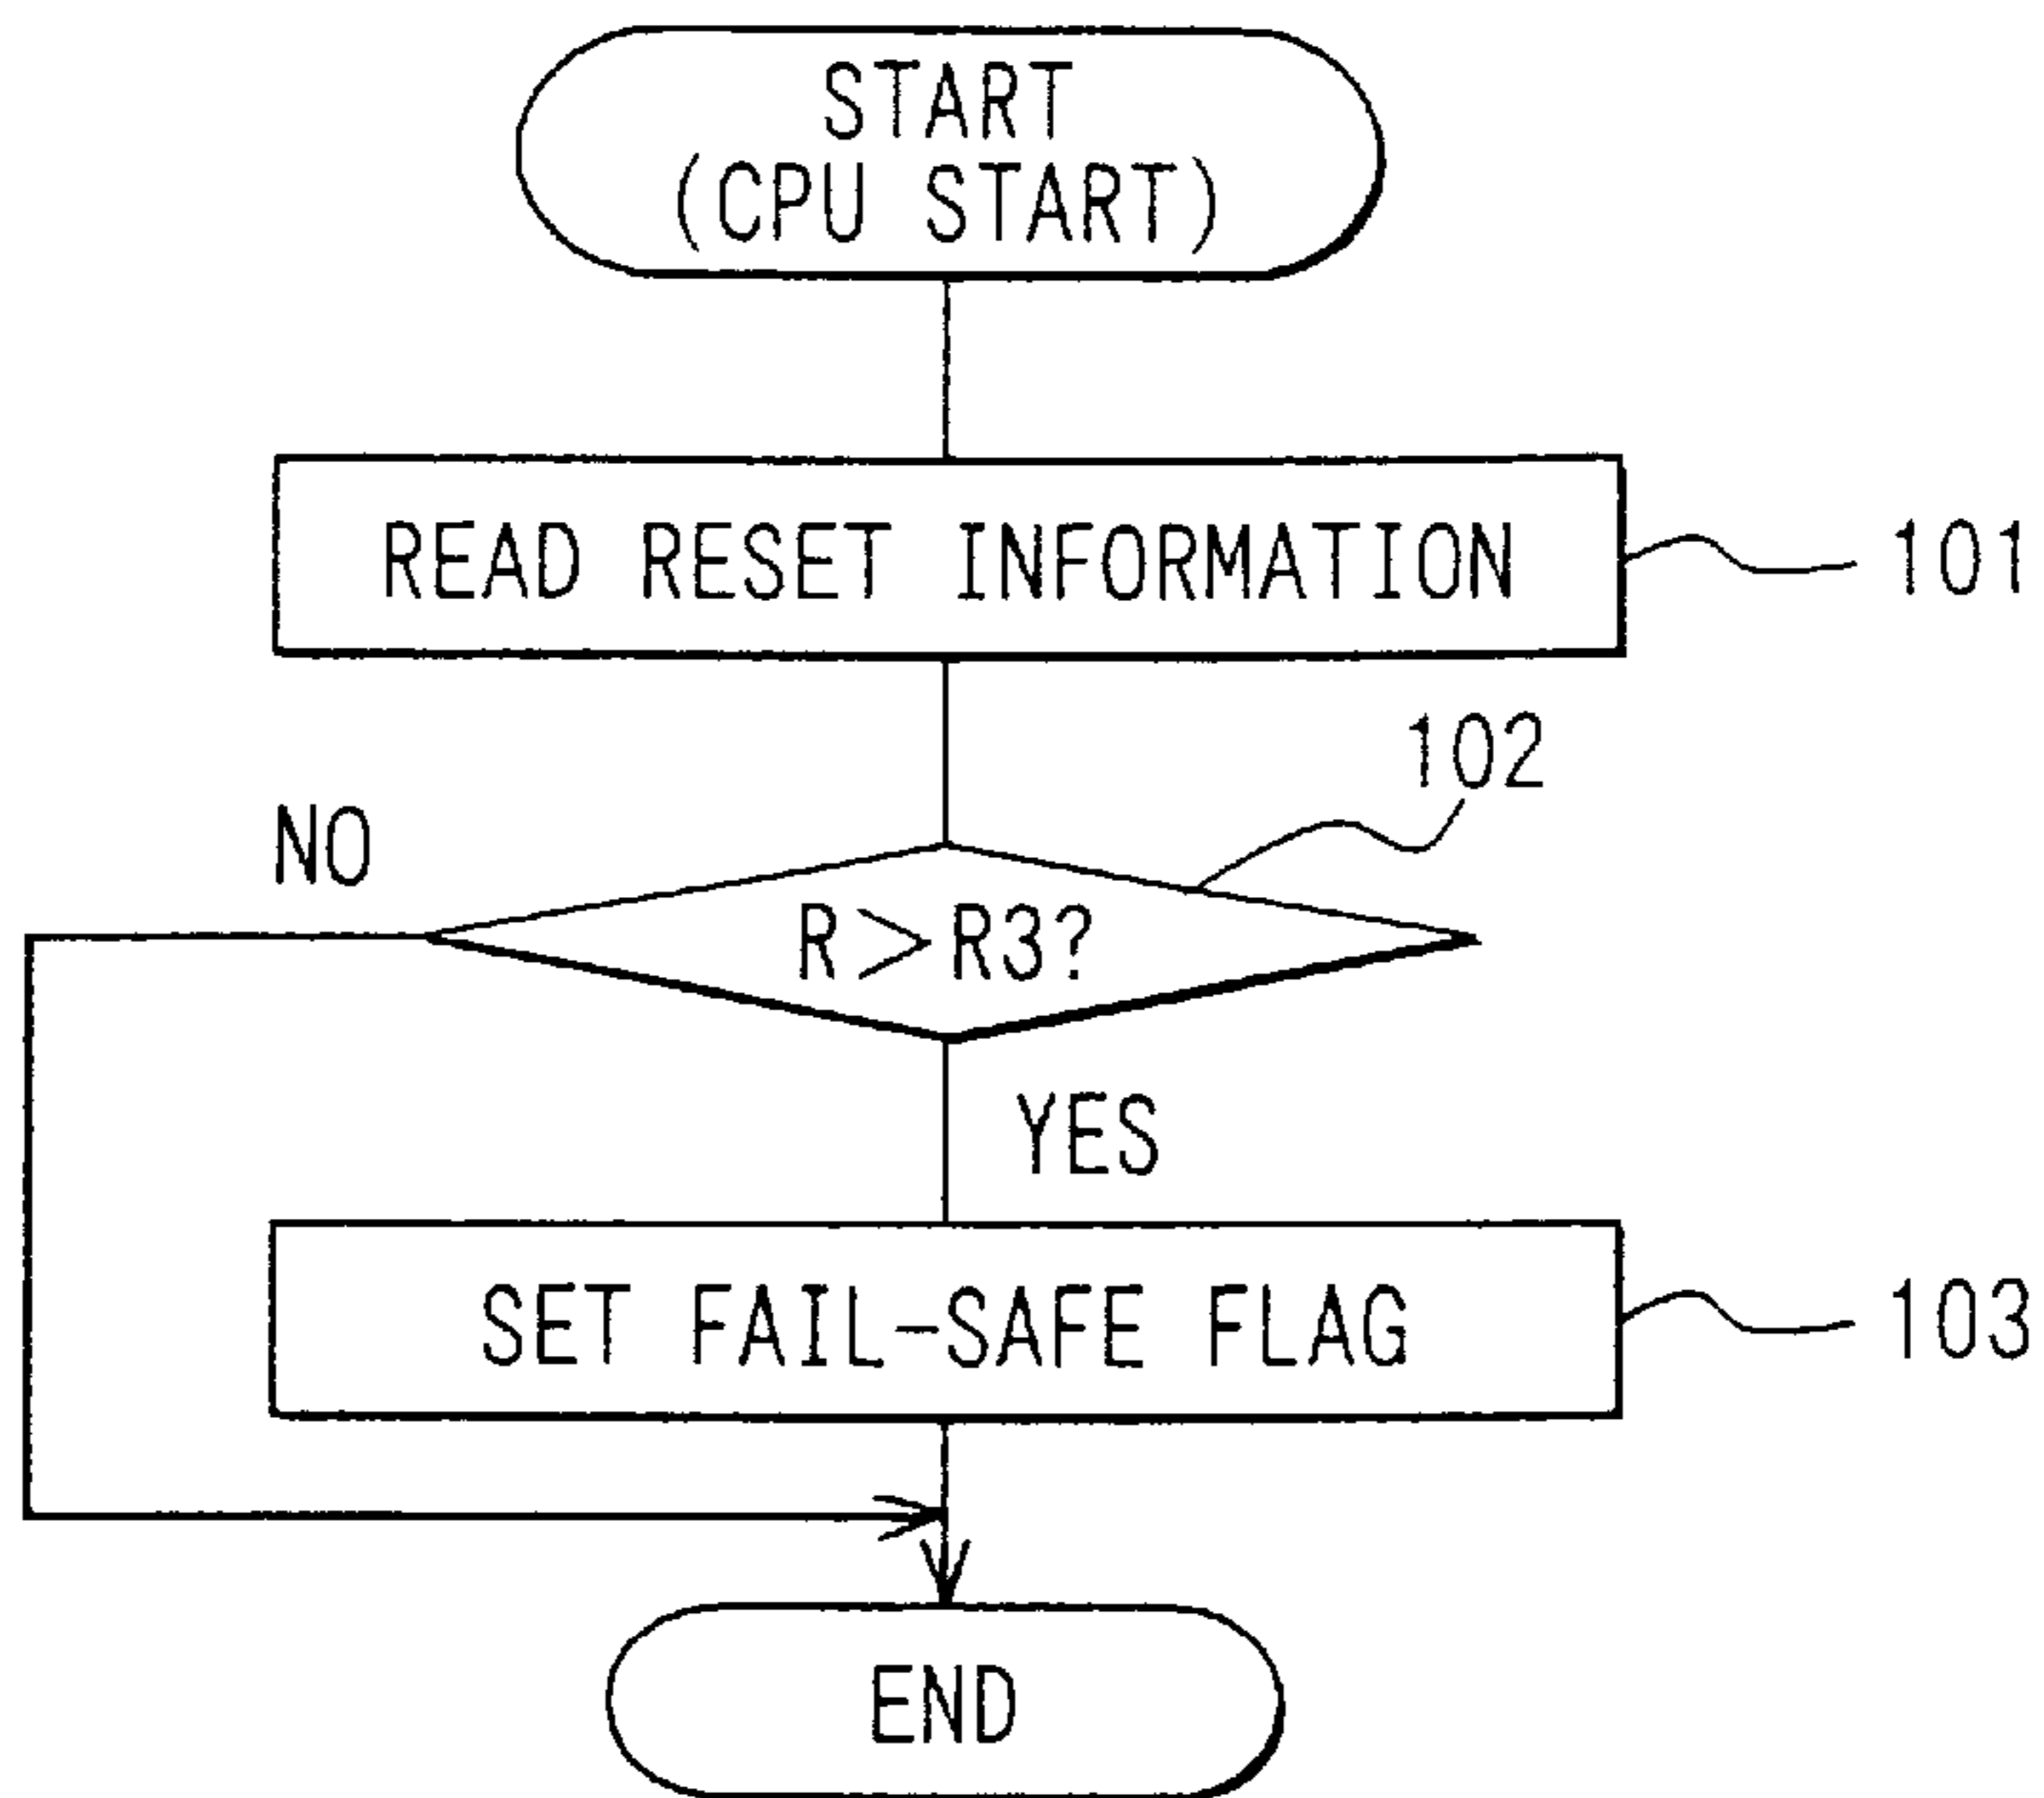 START
(CPU START)
READ RESET INFORMATION
101
102
NO
R>R3?
YES
SET FAIL-SAFE FLAG
103
END